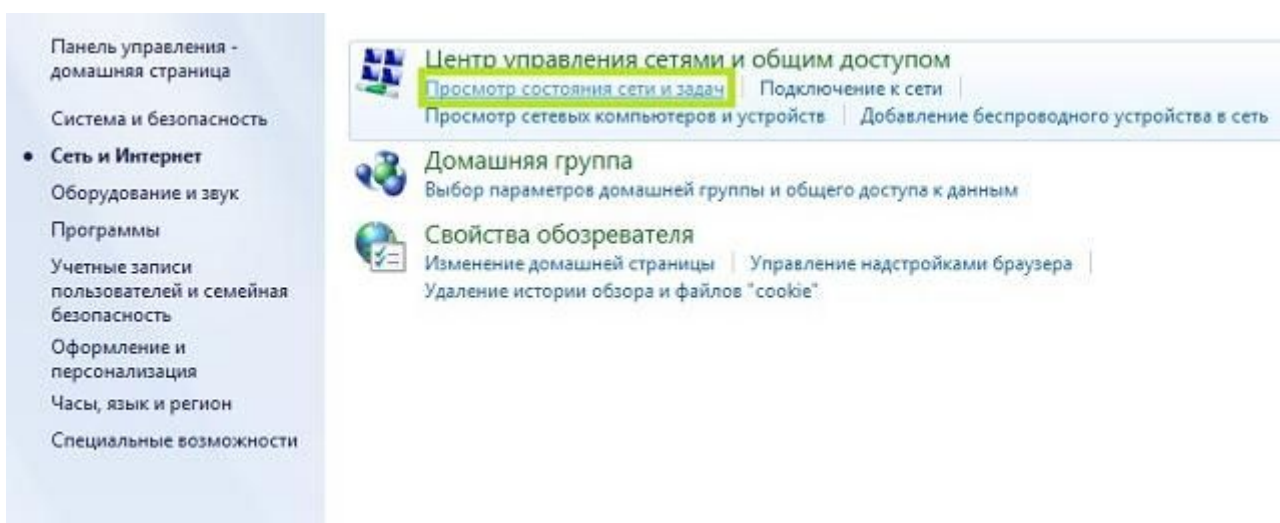 Панель управления -
домашняя страница
Система и безопасность
Сеть и Интернет
Оборудование и звук
Программы
Учетные записи
пользователей и семейная
безопасность
Оформление и
персонализация
Часы, язык и регион
Специальные возможности
Центр управления сетями и общим доступом
Просмотр состояния сети и задач Подключение к сети
Просмотр сетевых компьютеров и устройств Добавление беспроводного устройства в сеть
Домашняя группа
Выбор параметров домашней группы и общего доступа к данным
Свойства обозревателя
Изменение домашней страницы Управление надстройками браузера
Удаление истории обзора и файлов "cookie"